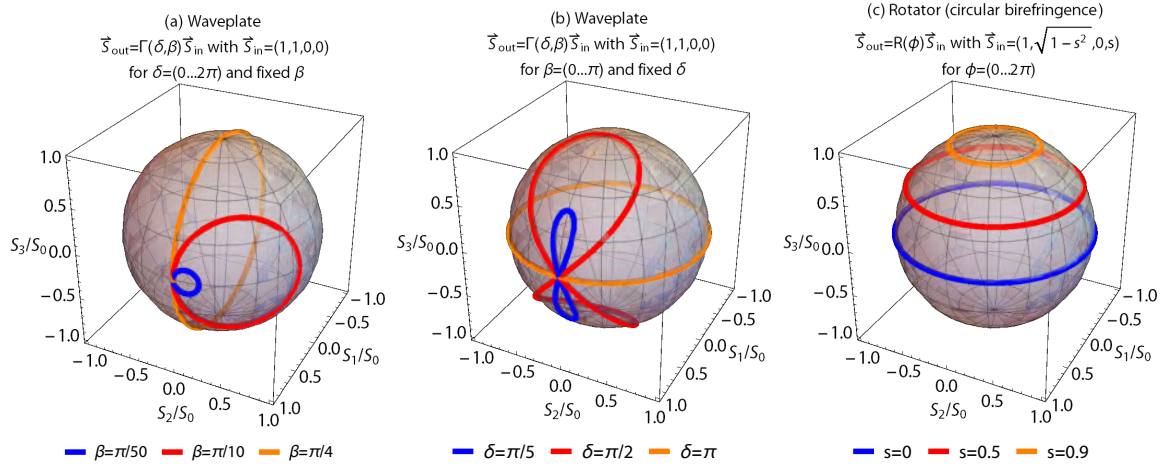 (a) Waveplate
S⃗out=Γ(δ,β)S⃗in with S⃗in=(1,1,0,0)
for δ=(0...2π) and fixed β
1.0
0.5
S3/S0 0.0
−0.5
−1.0
−1.0
−0.5
0.0
0.5
1.0
S2/S0
−1.0
−0.5
0.0
S1/S0
0.5
1.0
β=π/50 β=π/10 β=π/4
(b) Waveplate
S⃗out=Γ(δ,β)S⃗in with S⃗in=(1,1,0,0)
for β=(0...π) and fixed δ
1.0
0.5
S3/S0 0.0
−0.5
−1.0
−1.0
−0.5
0.0
0.5
1.0
S2/S0
−1.0
−0.5
0.0 S1/S0
0.5
1.0
δ=π/5 δ=π/2 δ=π
(c) Rotator (circular birefringence)
S⃗out=R(ϕ)S⃗in with S⃗in=(1,√1−s²,0,s)
for ϕ=(0...2π)
1.0
0.5
S3/S0 0.0
−0.5
−1.0
−1.0
−0.5
0.0
0.5
1.0
S2/S0
−1.0
−0.5
0.0 S1/S0
0.5
1.0
s=0 s=0.5 s=0.9